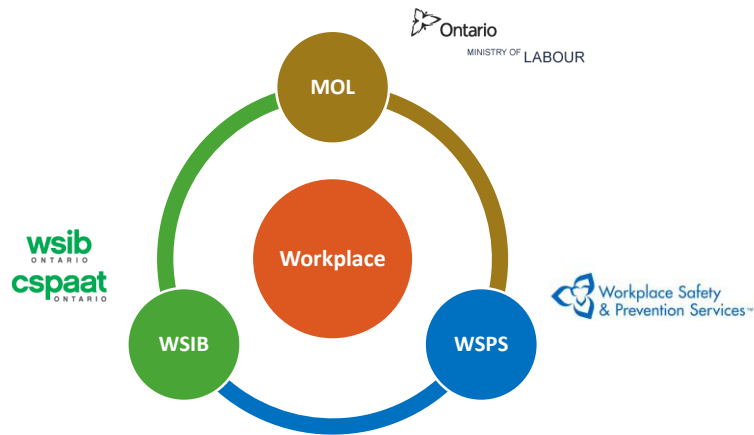 Ontario
MINISTRY OF LABOUR
MOL
Workplace
wsib
ONTARIO
cspaat
ONTARIO
Workplace Safety
& Prevention Services™
WSIB
WSPS